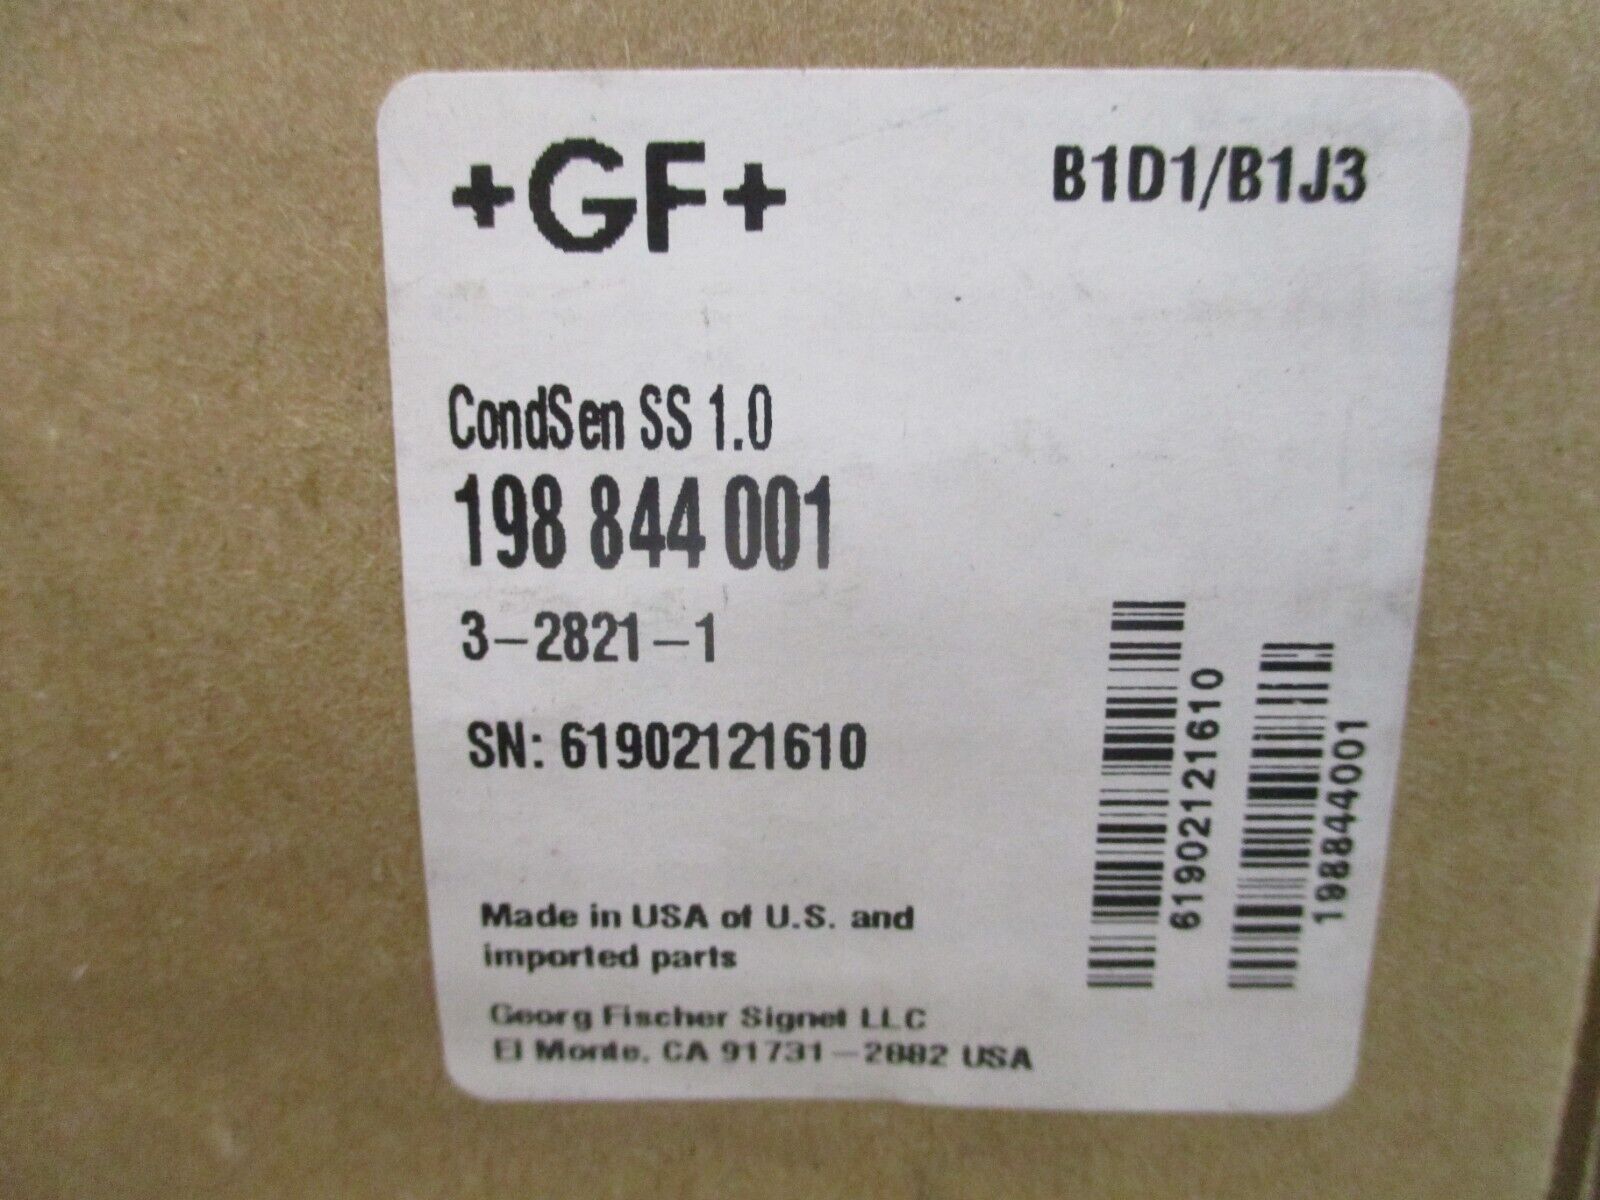 +GF+
B1D1/B1J3
CondSen SS 1.0
198 844 001
3-2821-1
SN: 61902121610
61902121610
198844001
Made in USA of U.S. and
imported parts
Georg Fischer Signet LLC
El Monte, CA 91731-2882 USA